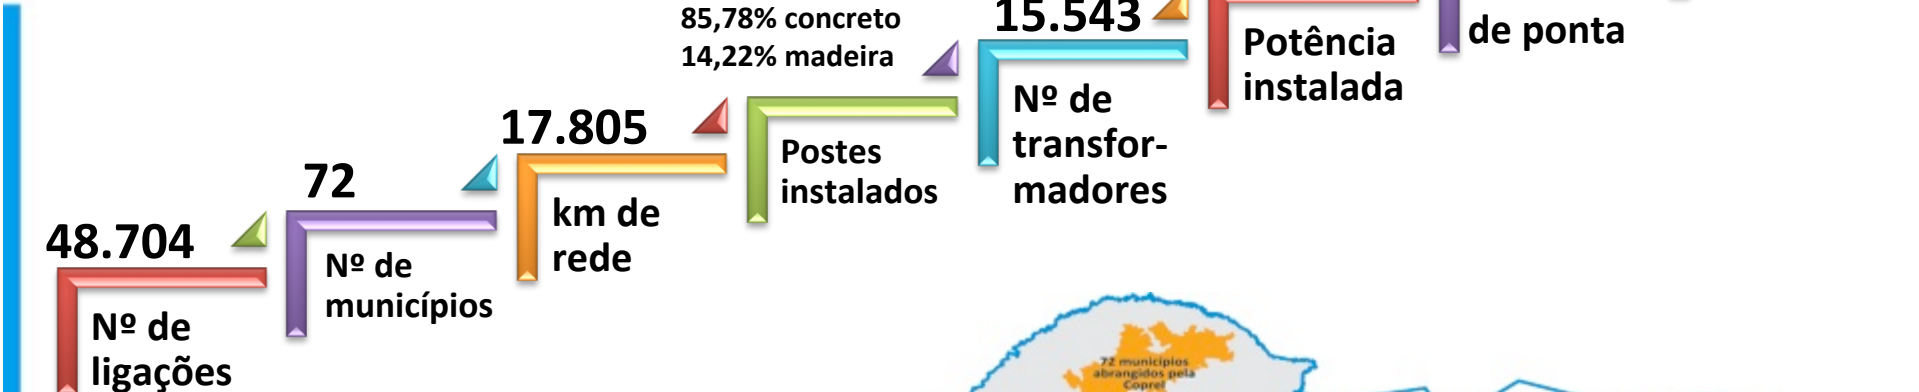 48.704
Nº de
ligações
72
Nº de
municípios
17.805
km de
rede
85,78% concreto
14,22% madeira
Postes
instalados
15.543
Nº de
transfor-
madores
Potência
instalada
de ponta
72 municípios
abrangidos pela
Coprel